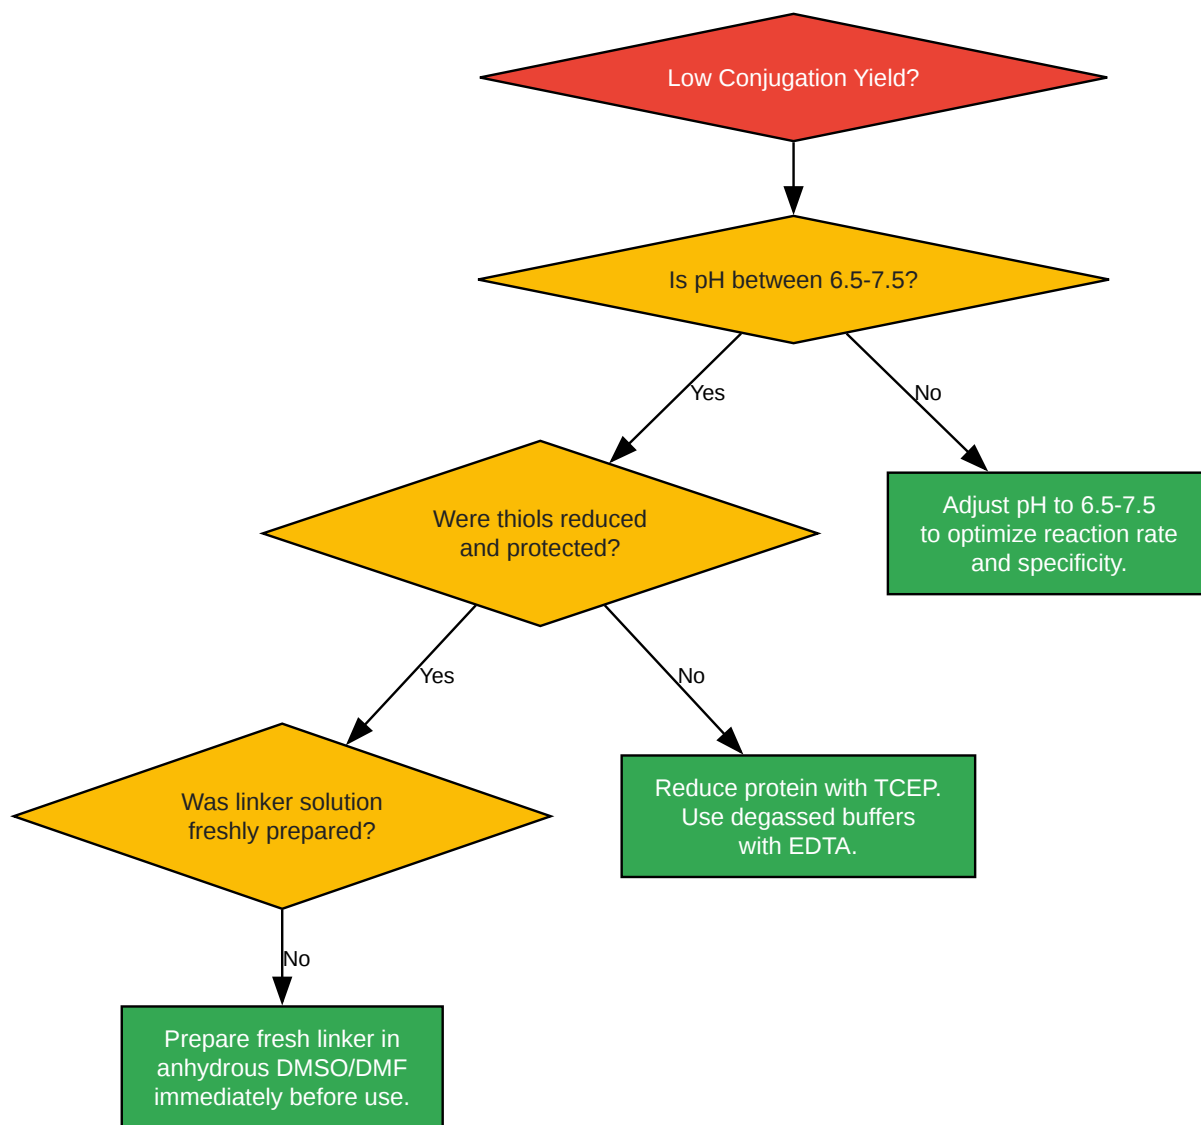 Low Conjugation Yield?
Is pH between 6.5-7.5?
Yes
No
Were thiols reduced
and protected?
Adjust pH to 6.5-7.5
to optimize reaction rate
and specificity.
Yes
No
Was linker solution
freshly prepared?
Reduce protein with TCEP.
Use degassed buffers
with EDTA.
No
Prepare fresh linker in
anhydrous DMSO/DMF
immediately before use.